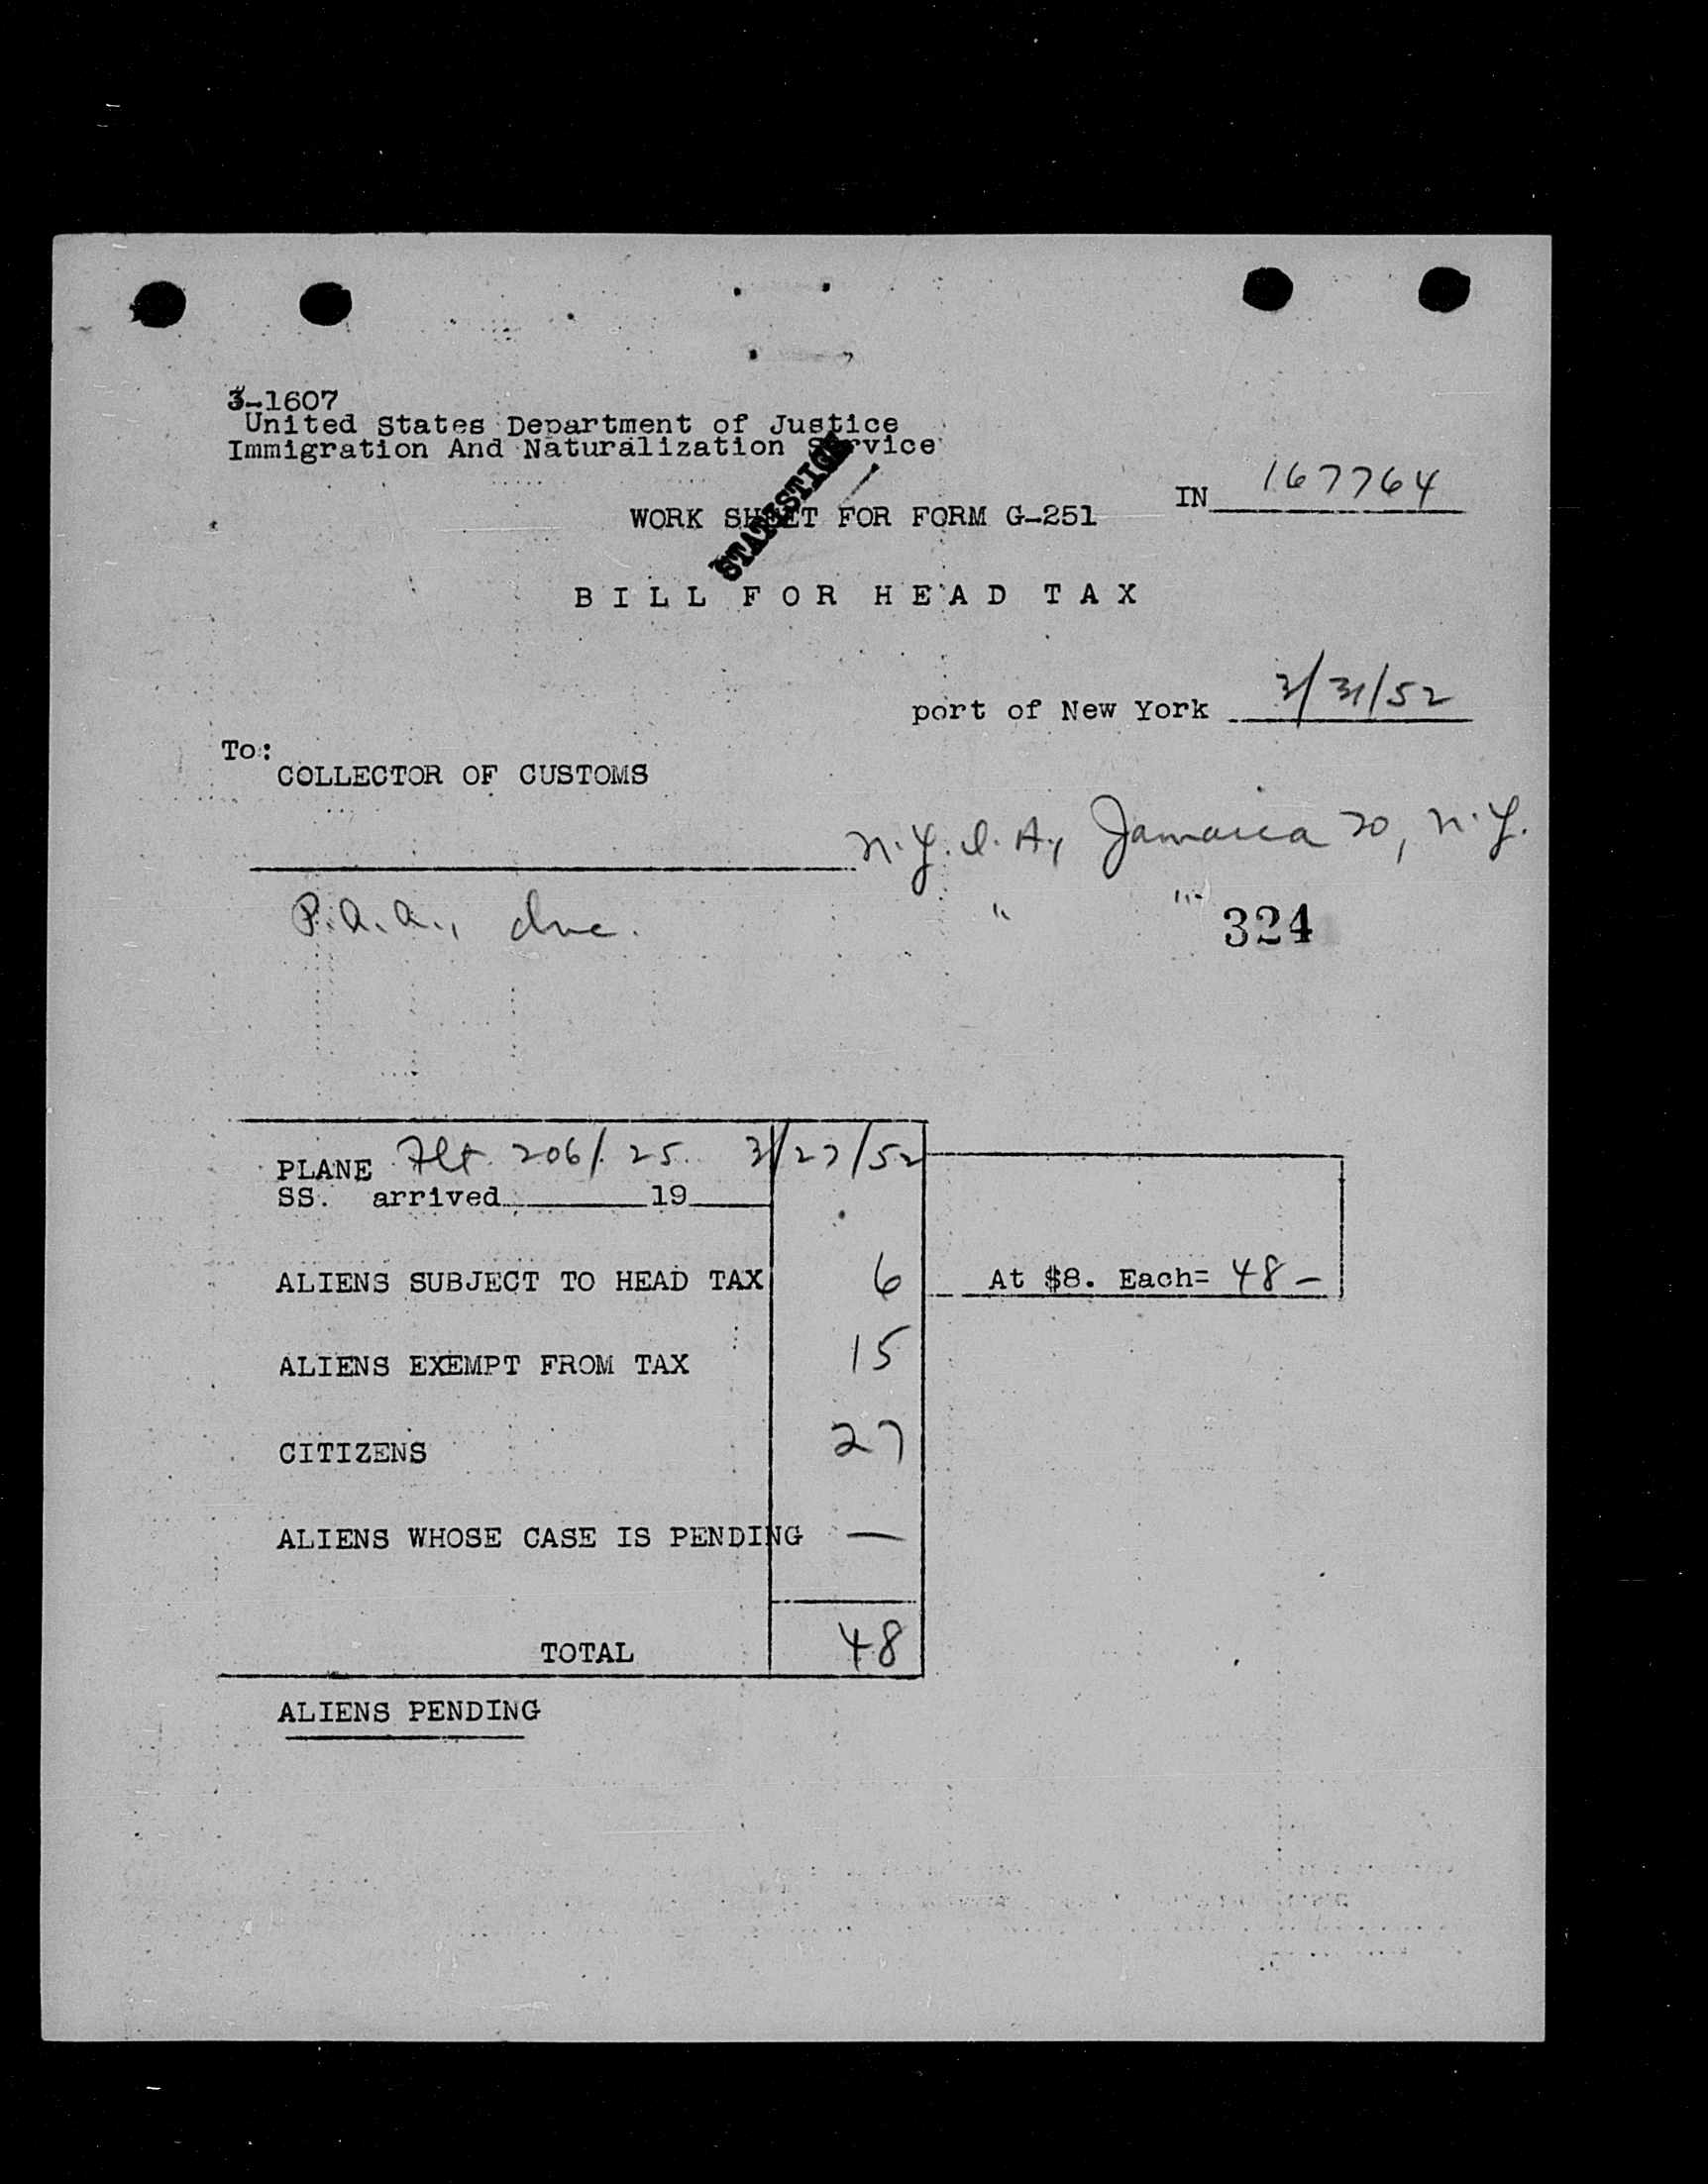 3-1607
United States Department of Justice
Immigration And Naturalization Service
STATISTICS
IN 167764
WORK SHEET FOR FORM G-251
BILL FOR HEAD TAX
port of New York 3/31/52
To:
COLLECTOR OF CUSTOMS
N.Y.I.A., Jamaica 30, N.Y.
P.A.A., Inc. " "
324
PLANE Flt 206/25 3/27/52
SS. arrived 19
ALIENS SUBJECT TO HEAD TAX 6 At $8. Each= 48 —
ALIENS EXEMPT FROM TAX 15
CITIZENS 27
ALIENS WHOSE CASE IS PENDING —
TOTAL 48
ALIENS PENDING